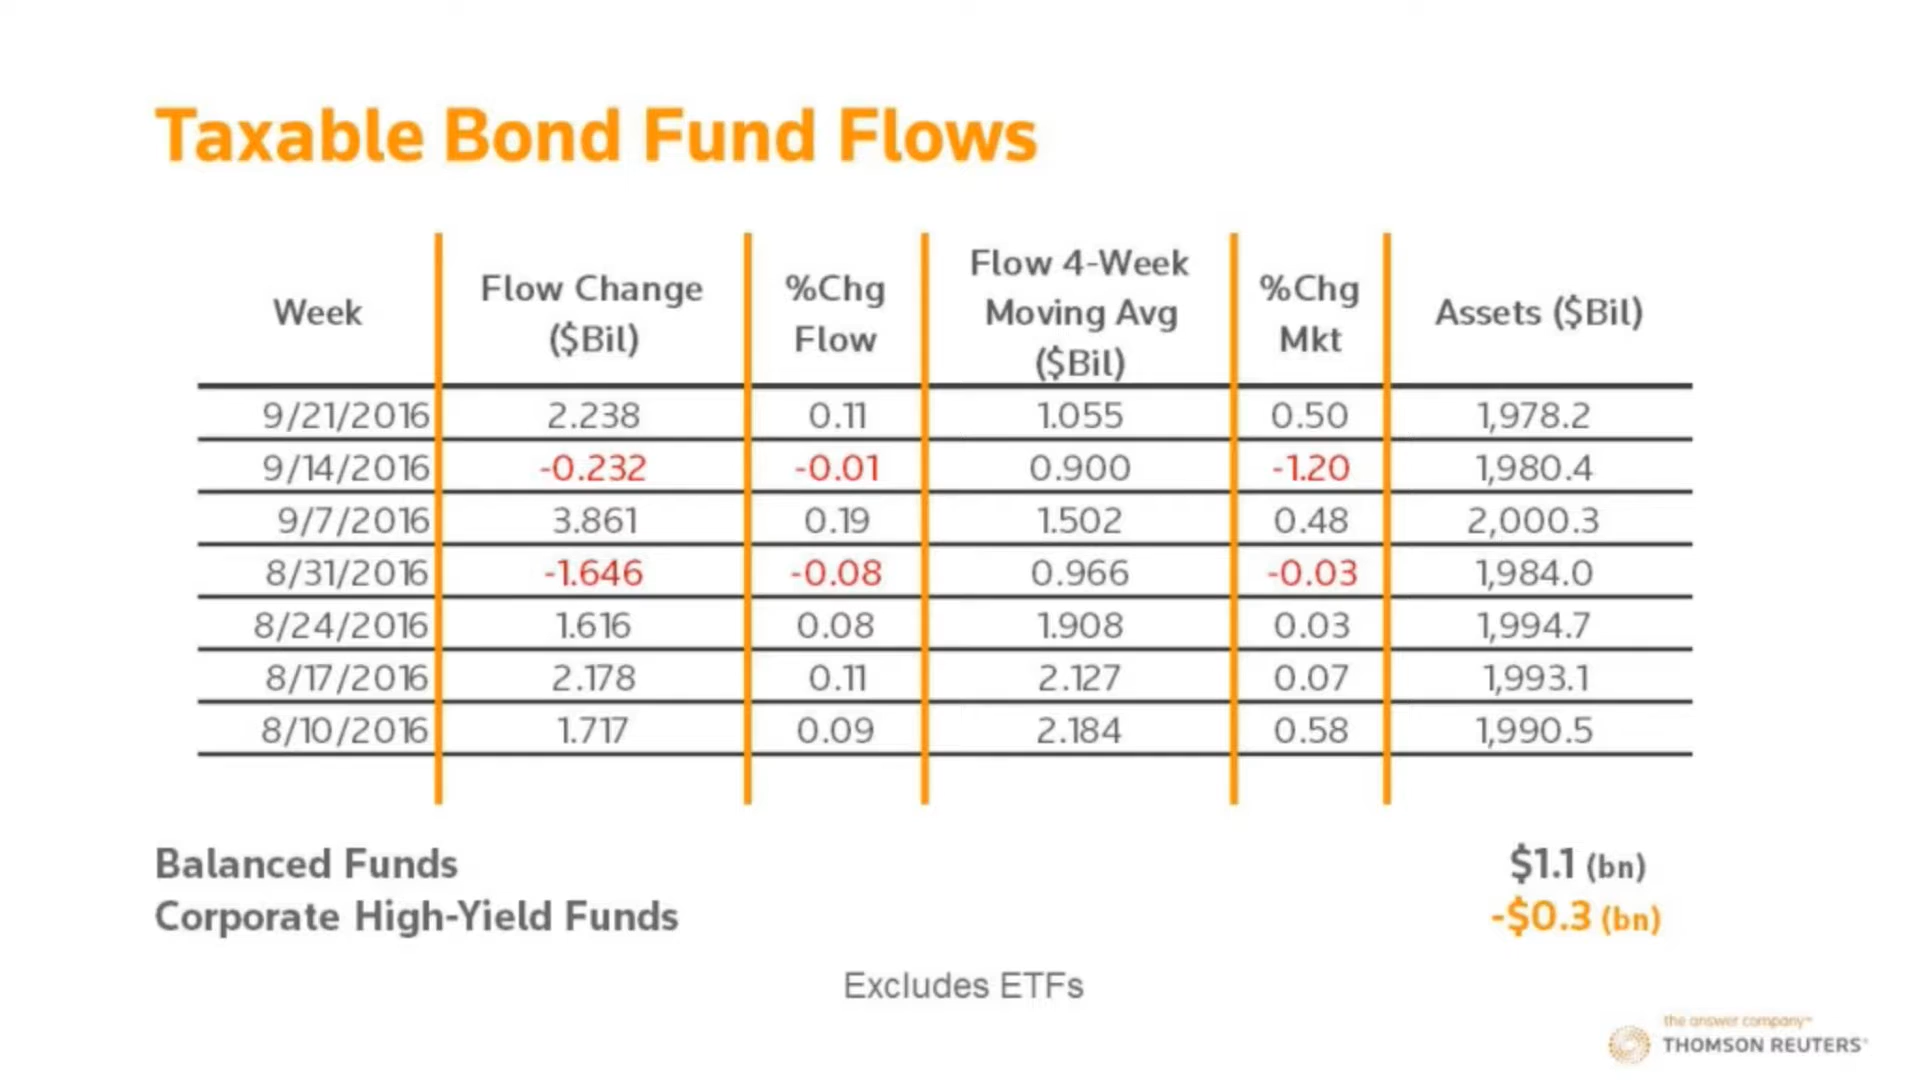 Taxable Bond Fund Flows
Week Flow Change ($Bil) %Chg Flow Flow 4-Week Moving Avg ($Bil) %Chg Mkt Assets ($Bil)
9/21/2016 2.238 0.11 1.055 0.50 1,978.2
9/14/2016 -0.232 -0.01 0.900 -1.20 1,980.4
9/7/2016 3.861 0.19 1.502 0.48 2,000.3
8/31/2016 -1.646 -0.08 0.966 -0.03 1,984.0
8/24/2016 1.616 0.08 1.908 0.03 1,994.7
8/17/2016 2.178 0.11 2.127 0.07 1,993.1
8/10/2016 1.717 0.09 2.184 0.58 1,990.5
Balanced Funds $1.1 (bn)
Corporate High-Yield Funds -$0.3 (bn)
Excludes ETFs
the answer company™
THOMSON REUTERS®